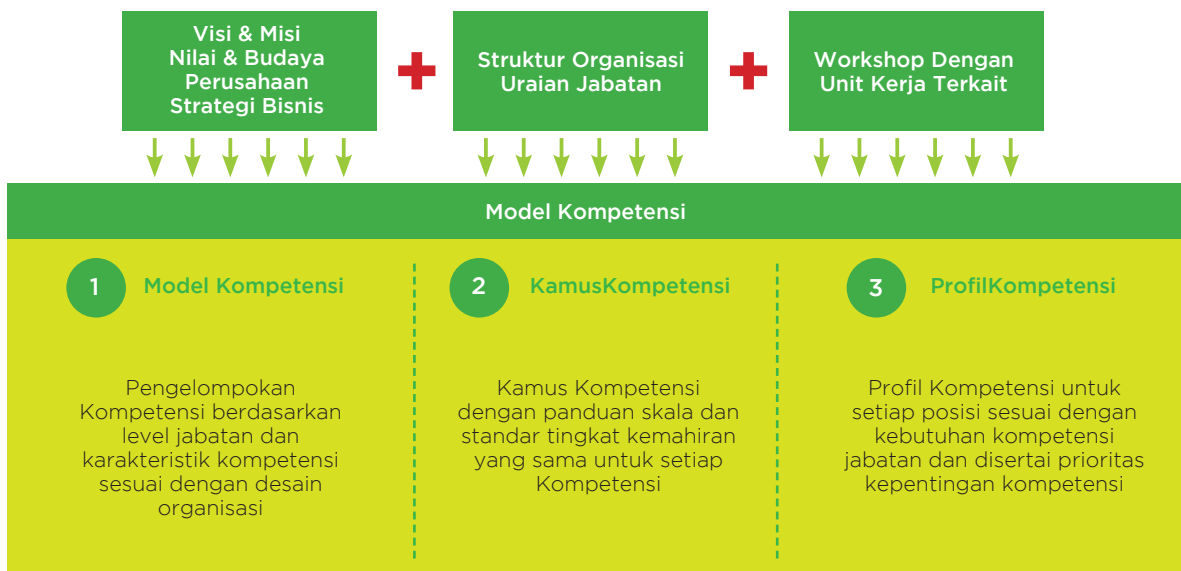 Visi & Misi
Nilai & Budaya
Perusahaan
Strategi Bisnis
Struktur Organisasi
Uraian Jabatan
Workshop Dengan
Unit Kerja Terkait
Model Kompetensi
1 Model Kompetensi
Pengelompokan
Kompetensi berdasarkan
level jabatan dan
karakteristik kompetensi
sesuai dengan desain
organisasi
2 KamusKompetensi
Kamus Kompetensi
dengan panduan skala dan
standar tingkat kemahiran
yang sama untuk setiap
Kompetensi
3 ProfilKompetensi
Profil Kompetensi untuk
setiap posisi sesuai dengan
kebutuhan kompetensi
jabatan dan disertai prioritas
kepentingan kompetensi